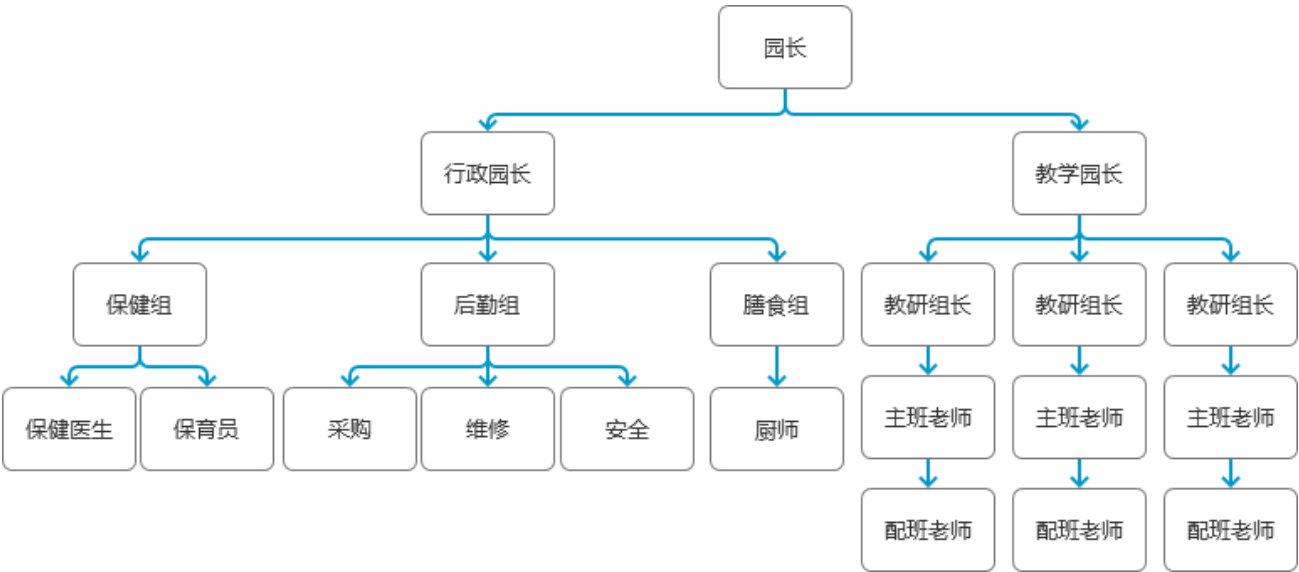 园长
行政园长
教学园长
保健组
后勤组
膳食组
教研组长
教研组长
教研组长
保健医生
保育员
采购
维修
安全
厨师
主班老师
主班老师
主班老师
配班老师
配班老师
配班老师